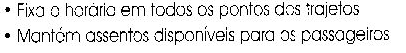 • Fixa o horário em todos os pontos dos trajetos
• Mantém assentos disponíveis para os passageiros